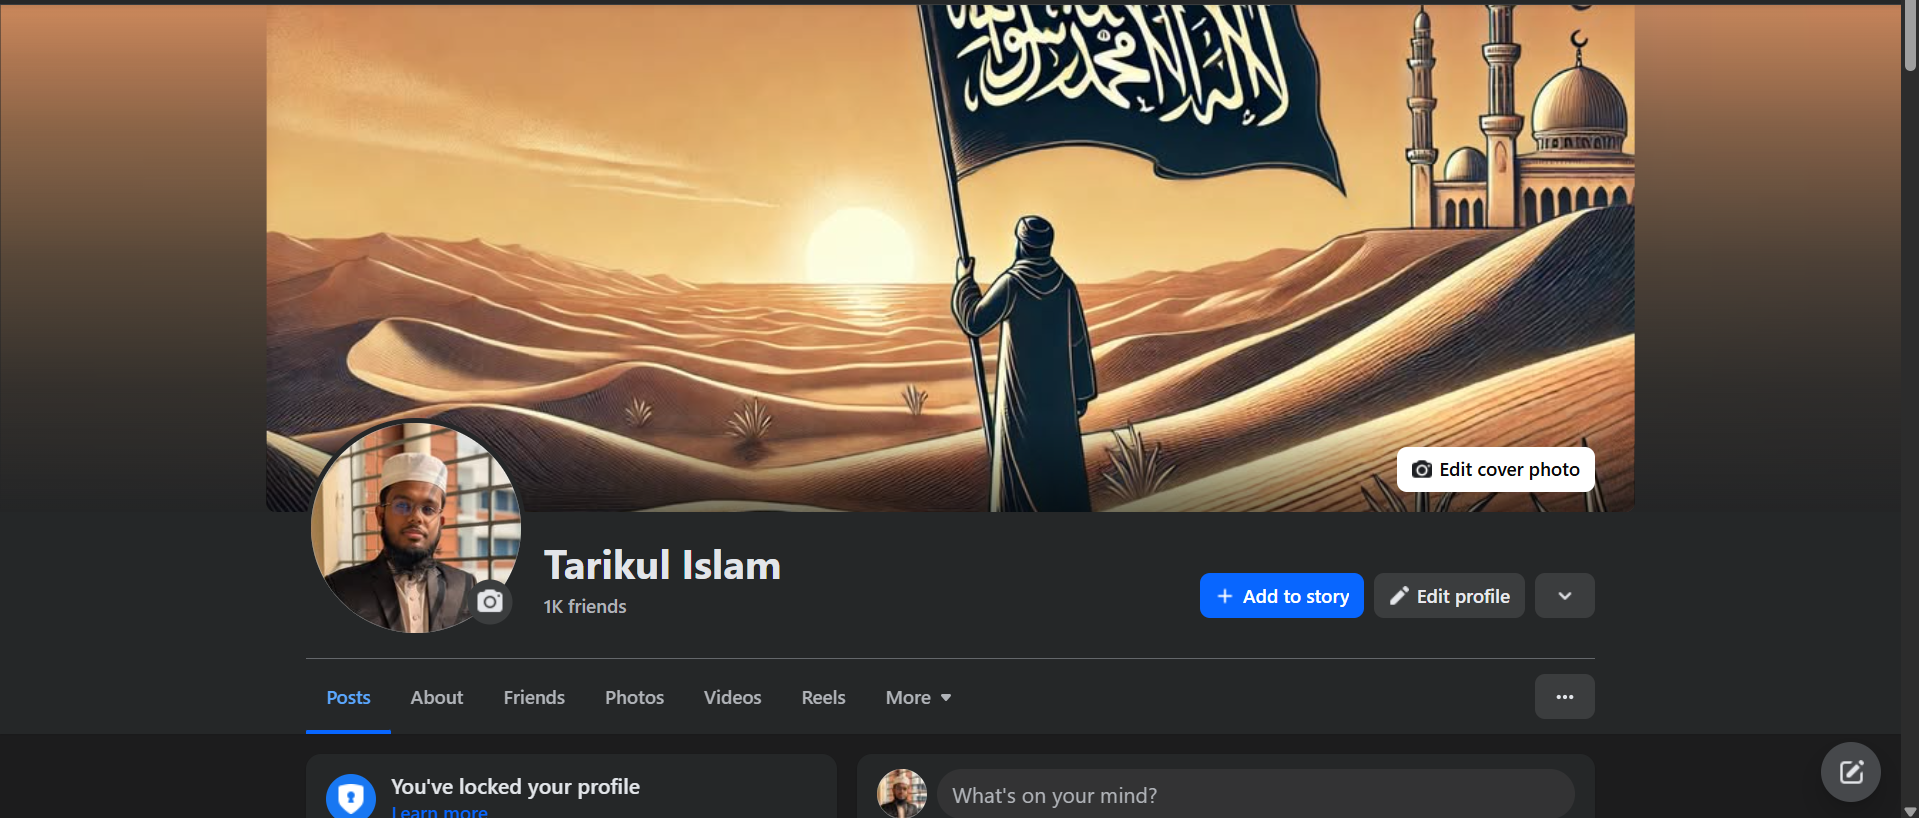 لا إله إلا الله محمد رسول الله
Edit cover photo
Tarikul Islam
1K friends
Add to story
Edit profile
Posts
About
Friends
Photos
Videos
Reels
More
You've locked your profile
Learn more
What's on your mind?